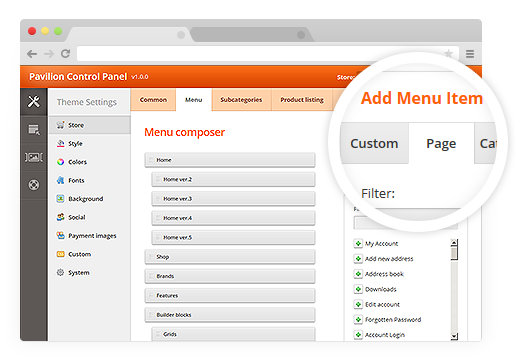 Pavilion Control Panel v1.0.0
Store:
Theme Settings
Common
Menu
Subcategories
Product listing
Store
Style
Colors
Fonts
Background
Social
Payment images
Custom
System
Menu composer
Home
Home ver.2
Home ver.3
Home ver.4
Home ver.5
Shop
Brands
Features
Builder blocks
Grids
Add Menu Item
Custom
Page
Filter:
My Account
Add new address
Address book
Downloads
Edit account
Forgotten Password
Account Login